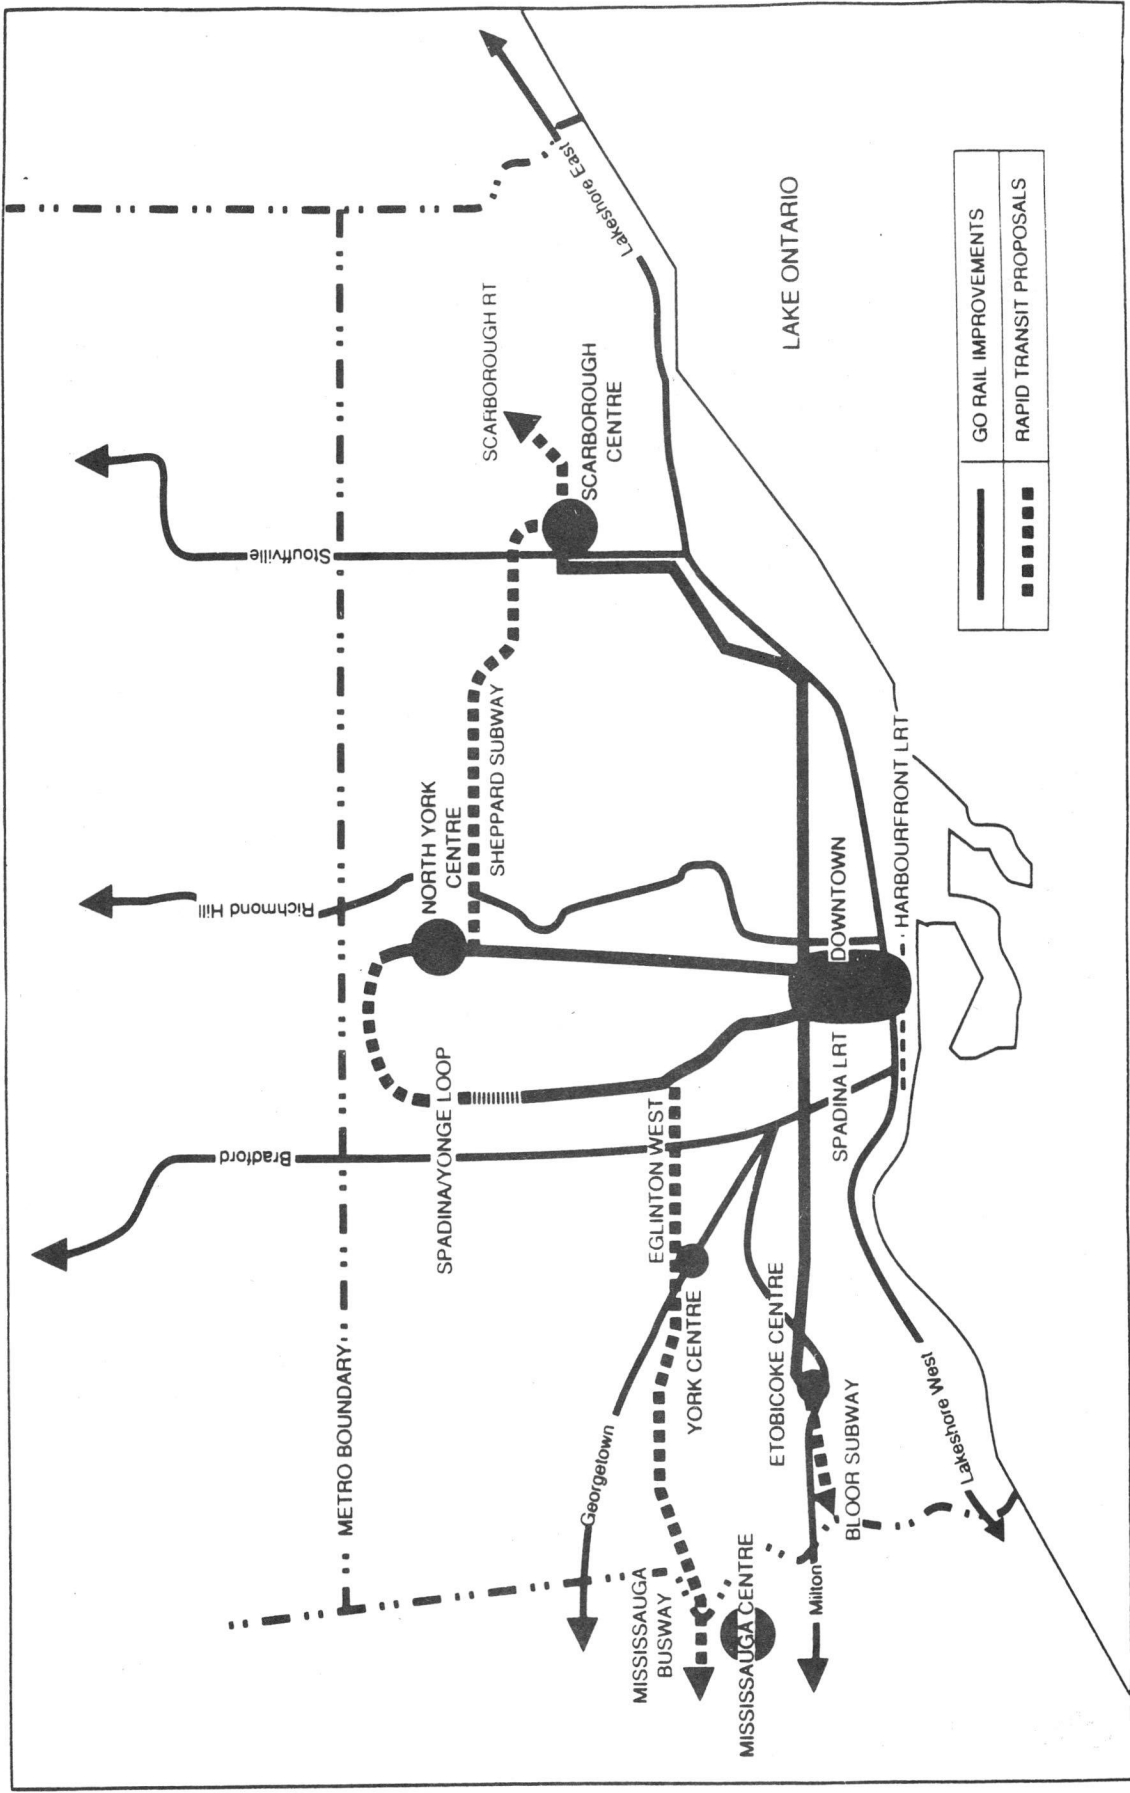 Stouffville
Richmond Hill
Bradford
METRO BOUNDARY
SCARBOROUGH RT
SCARBOROUGH
CENTRE
Lakeshore East
NORTH YORK
CENTRE
SHEPPARD SUBWAY
SPADINA/YONGE LOOP
EGLINTON WEST
YORK CENTRE
Georgetown
MISSISSAUGA
BUSWAY
MISSISSAUGA CENTRE
ETOBICOKE CENTRE
BLOOR SUBWAY
Milton
SPADINA LRT
DOWNTOWN
HARBOURFRONT LRT
Lakeshore West
LAKE ONTARIO
GO RAIL IMPROVEMENTS
RAPID TRANSIT PROPOSALS